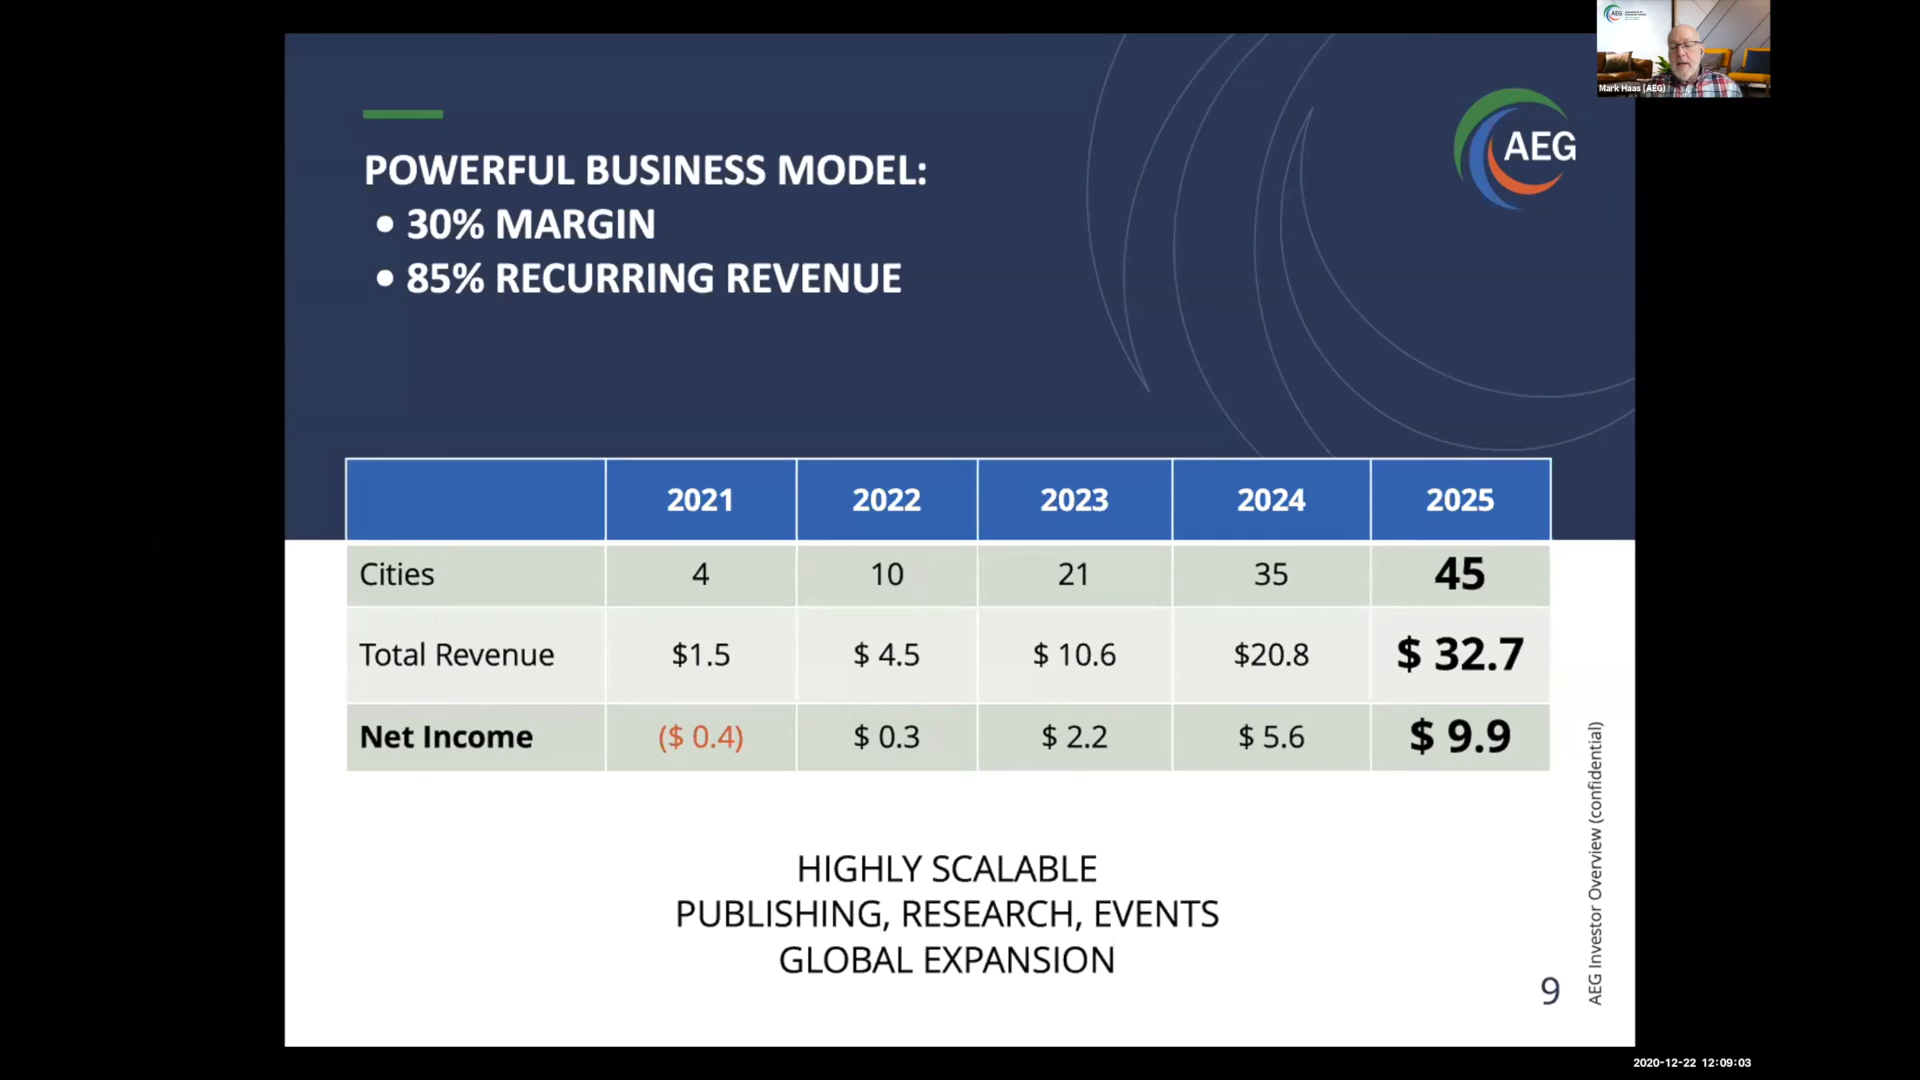 AEG
Mark Haas (AEG)
AEG
POWERFUL BUSINESS MODEL:
• 30% MARGIN
• 85% RECURRING REVENUE
2021 2022 2023 2024 2025
Cities 4 10 21 35 45
Total Revenue $1.5 $ 4.5 $ 10.6 $20.8 $ 32.7
Net Income ($ 0.4) $ 0.3 $ 2.2 $ 5.6 $ 9.9
HIGHLY SCALABLE
PUBLISHING, RESEARCH, EVENTS
GLOBAL EXPANSION
9
AEG Investor Overview (confidential)
2020-12-22 12:09:03